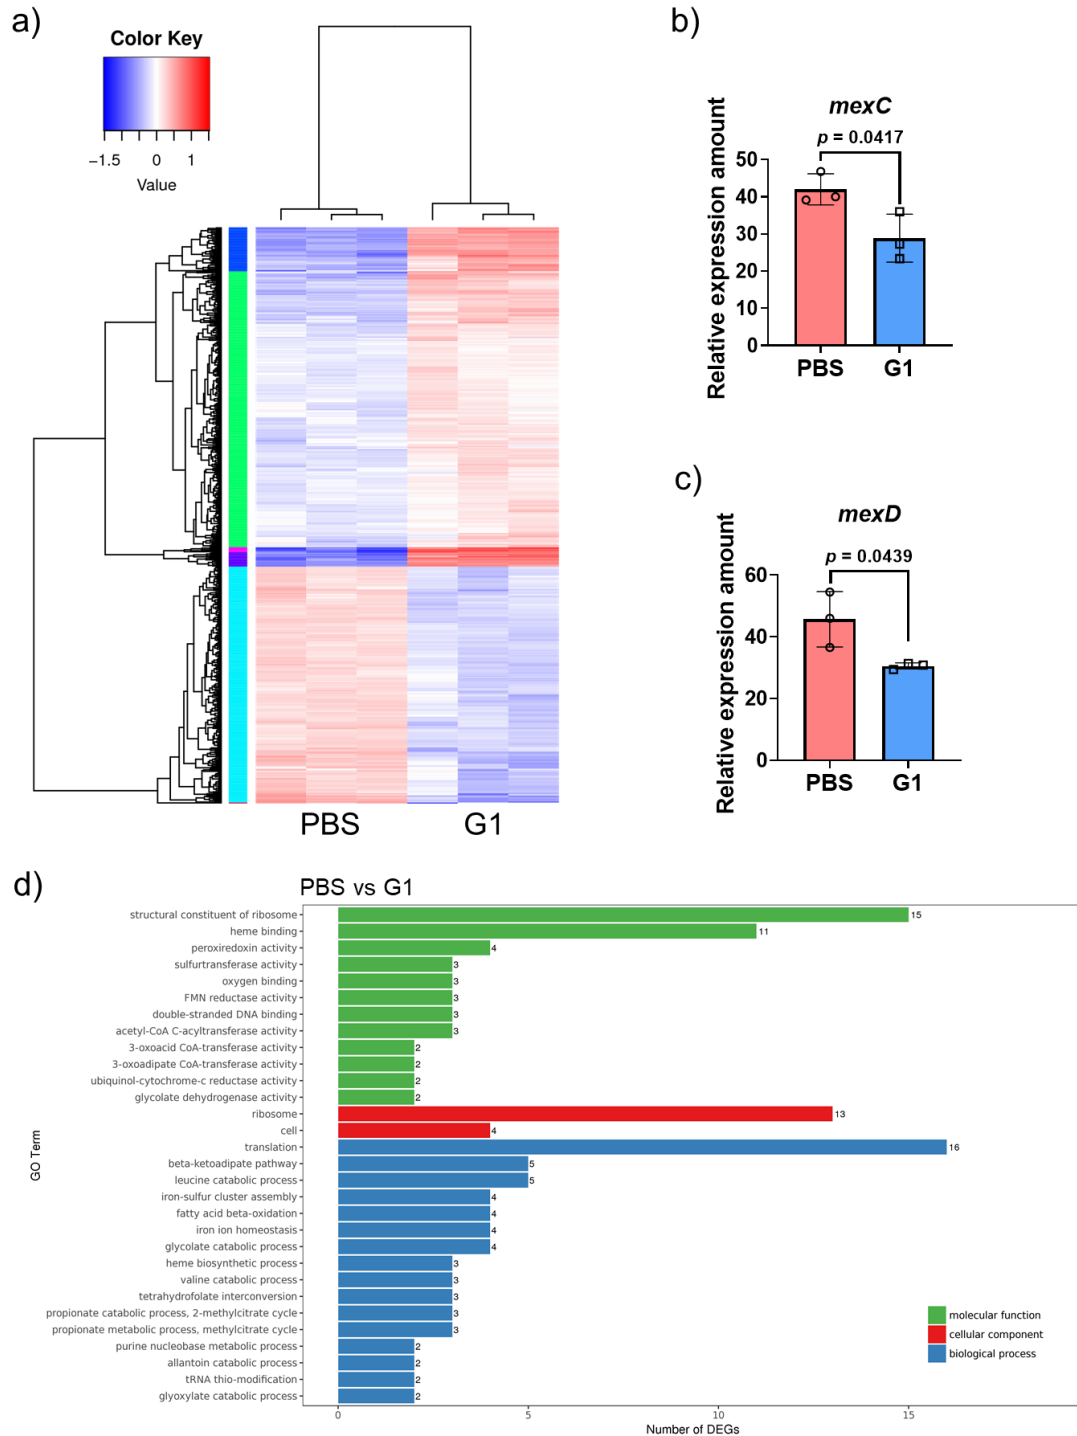 a)
Color Key
−1.5 0 1
Value
PBS G1
b)
mexC
p = 0.0417
Relative expression amount
50
40
30
20
10
0
PBS G1
c)
mexD
p = 0.0439
Relative expression amount
60
40
20
0
PBS G1
d)
PBS vs G1
GO Term
structural constituent of ribosome 15
heme binding 11
peroxiredoxin activity 4
sulfurtransferase activity 3
oxygen binding 3
FMN reductase activity 3
double-stranded DNA binding 3
acetyl-CoA C-acyltransferase activity 3
3-oxoacid CoA-transferase activity 2
3-oxoadipate CoA-transferase activity 2
ubiquinol-cytochrome-c reductase activity 2
glycolate dehydrogenase activity 2
ribosome 13
cell 4
translation 16
beta-ketoadipate pathway 5
leucine catabolic process 5
iron-sulfur cluster assembly 4
fatty acid beta-oxidation 4
iron ion homeostasis 4
glycolate catabolic process 4
heme biosynthetic process 3
valine catabolic process 3
tetrahydrofolate interconversion 3
propionate catabolic process, 2-methylcitrate cycle 3
propionate metabolic process, methylcitrate cycle 3
purine nucleobase metabolic process 2
allantoin catabolic process 2
tRNA thio-modification 2
glyoxylate catabolic process 2
molecular function
cellular component
biological process
0 5 10 15
Number of DEGs